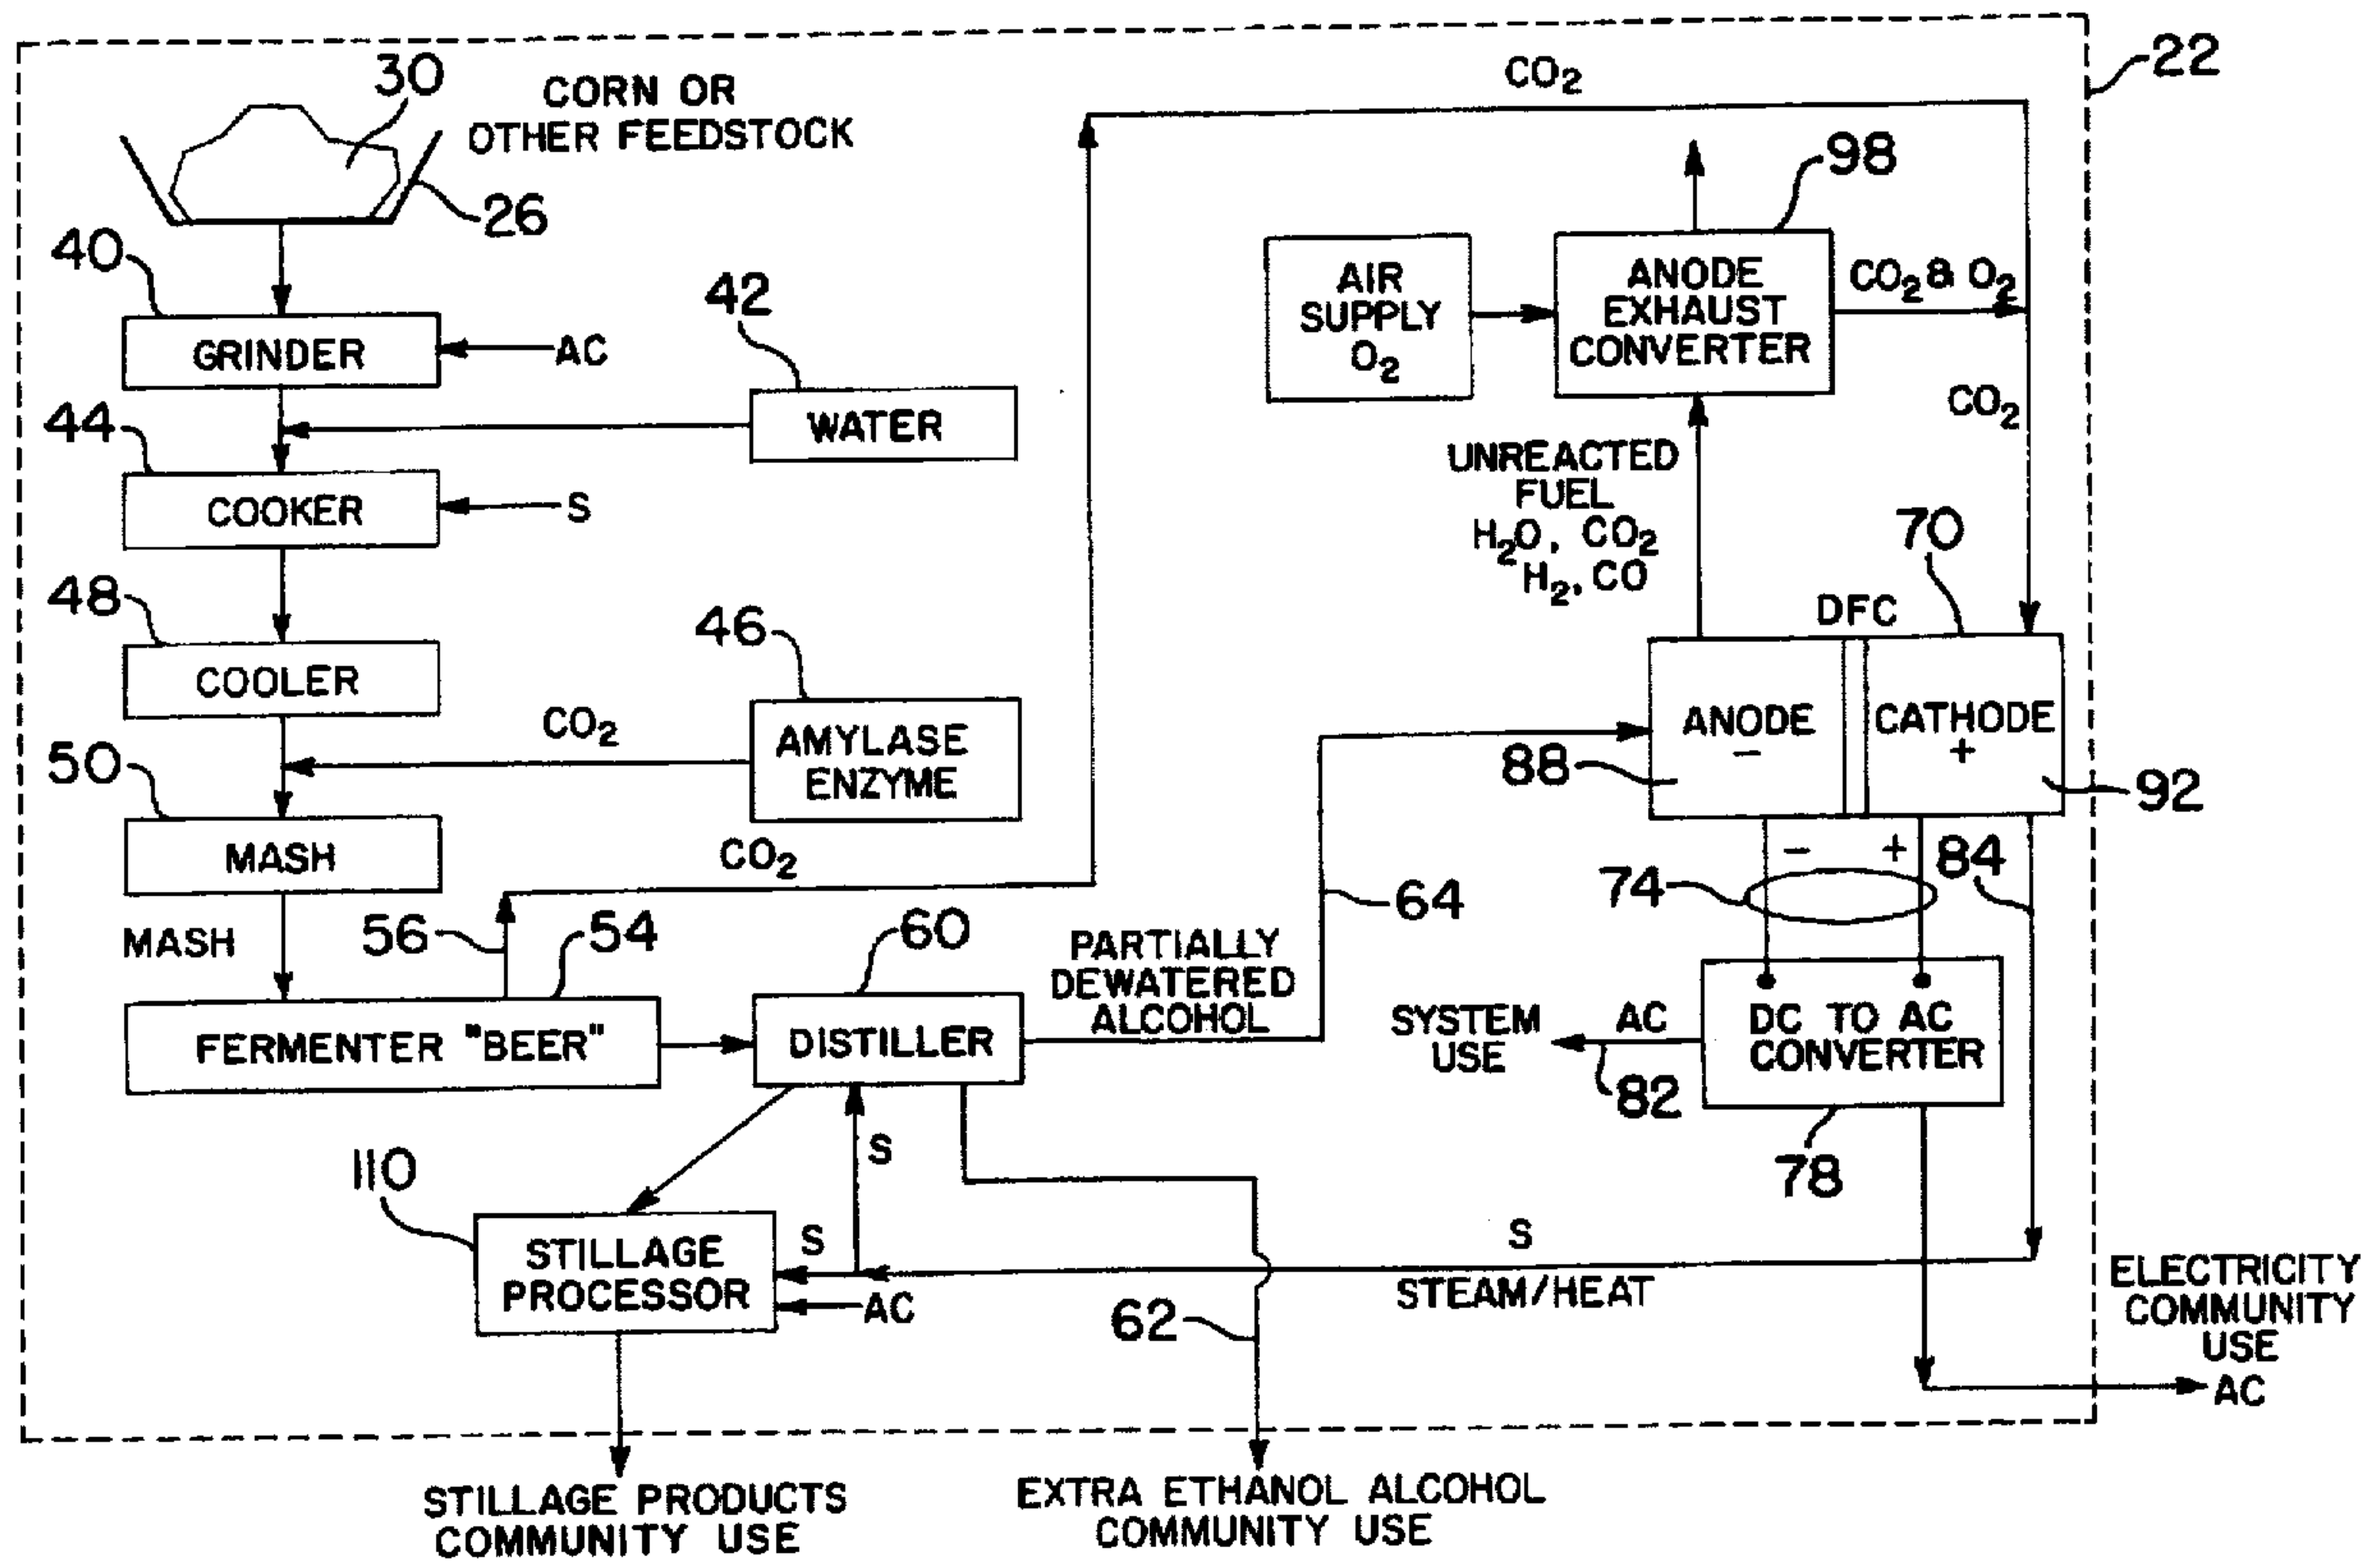 22
30
CORN OR
OTHER FEEDSTOCK
26
CO2
98
40
GRINDER
AC
42
WATER
AIR
SUPPLY
O2
ANODE
EXHAUST
CONVERTER
CO2 & O2
CO2
44
COOKER
S
UNREACTED
FUEL
H2O, CO2
H2, CO
70
DFC
48
COOLER
46
AMYLASE
ENZYME
CO2
ANODE
-
88
CATHODE
+
92
50
MASH
CO2
- +
74
84
64
MASH
56
54
60
PARTIALLY
DEWATERED
ALCOHOL
FERMENTER "BEER"
DISTILLER
SYSTEM
USE
AC
82
DC TO AC
CONVERTER
78
110
S
STILLAGE
PROCESSOR
S
AC
S
STEAM/HEAT
62
ELECTRICITY
COMMUNITY
USE
AC
STILLAGE PRODUCTS
COMMUNITY USE
EXTRA ETHANOL ALCOHOL
COMMUNITY USE